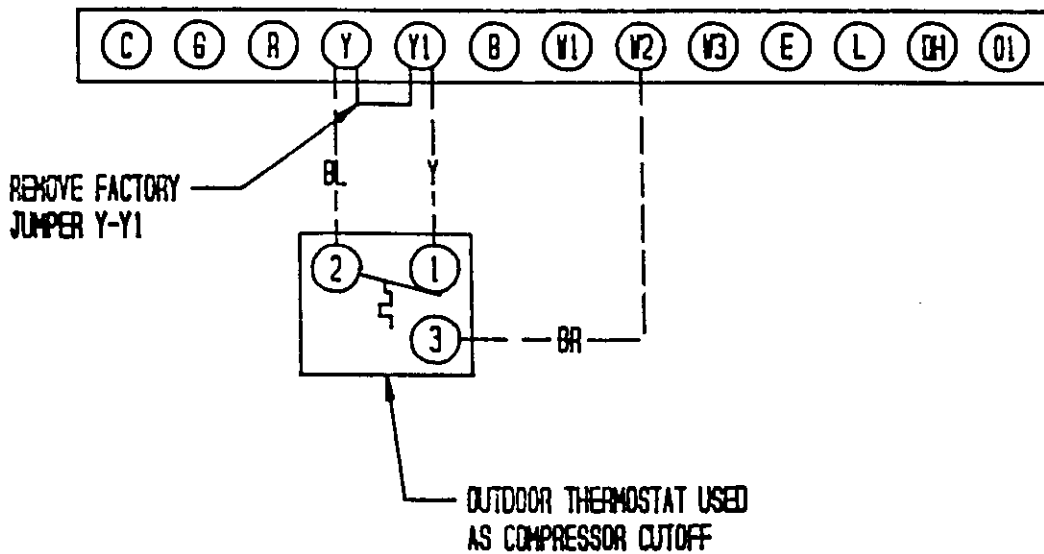 C G R Y Y1 B W1 W2 W3 E L DH O1
REMOVE FACTORY
JUMPER Y-Y1
BL Y
2 1
3 BR
OUTDOOR THERMOSTAT USED
AS COMPRESSOR CUTOFF